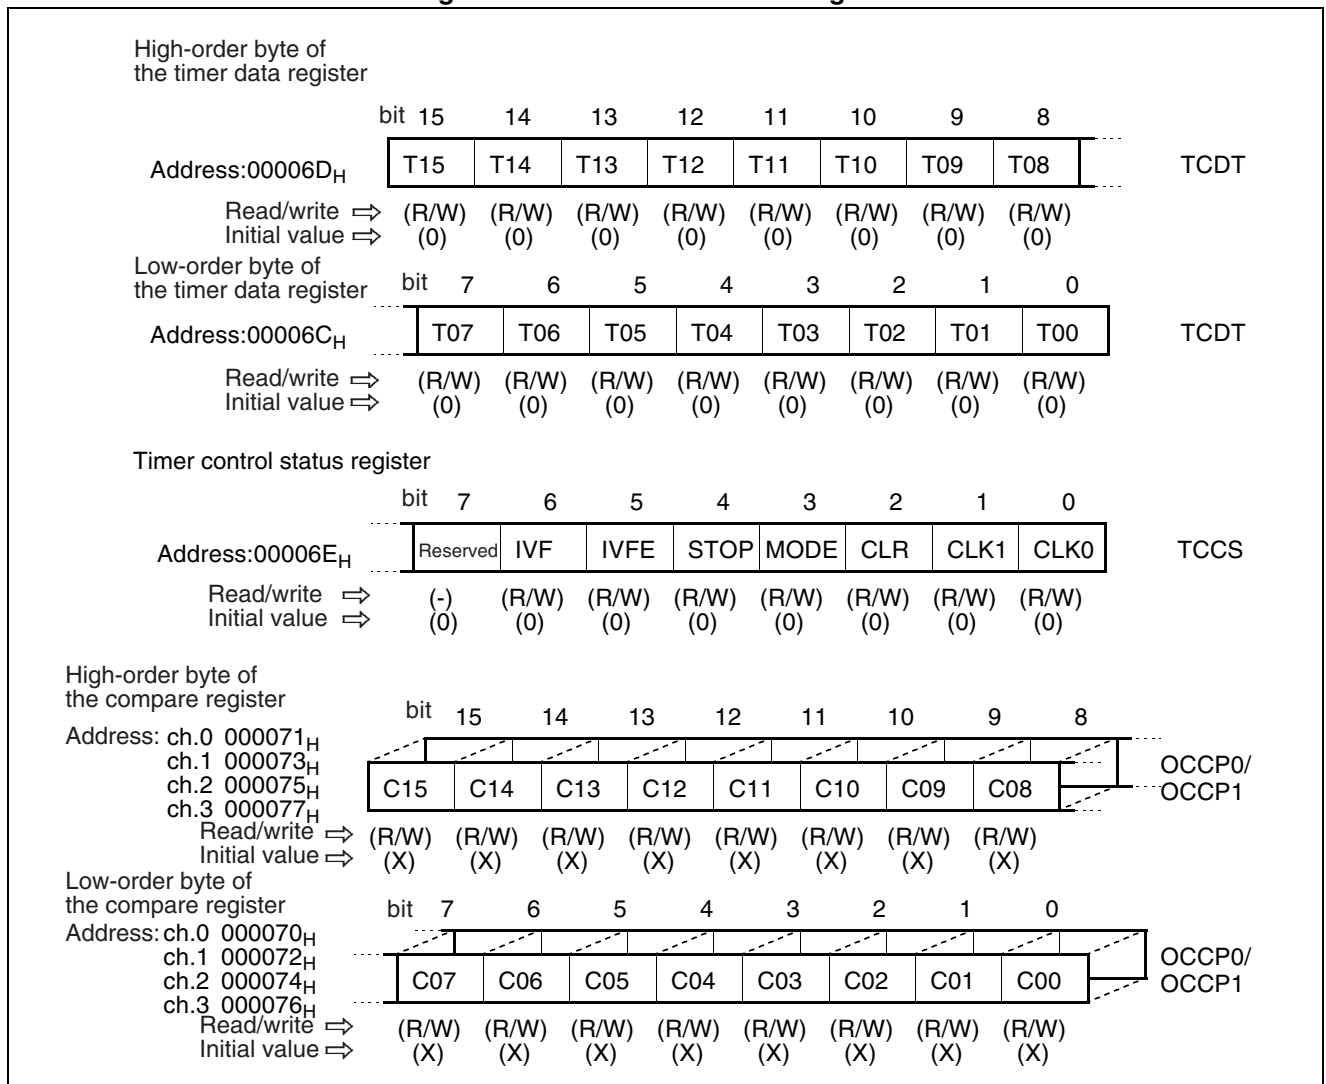 High-order byte of
the timer data register
bit 15 14 13 12 11 10 9 8
Address:00006DH T15 T14 T13 T12 T11 T10 T09 T08 TCDT
Read/write ⇨ (R/W) (R/W) (R/W) (R/W) (R/W) (R/W) (R/W) (R/W)
Initial value ⇨ (0) (0) (0) (0) (0) (0) (0) (0)
Low-order byte of
the timer data register
bit 7 6 5 4 3 2 1 0
Address:00006CH T07 T06 T05 T04 T03 T02 T01 T00 TCDT
Read/write ⇨ (R/W) (R/W) (R/W) (R/W) (R/W) (R/W) (R/W) (R/W)
Initial value ⇨ (0) (0) (0) (0) (0) (0) (0) (0)
Timer control status register
bit 7 6 5 4 3 2 1 0
Address:00006EH Reserved IVF IVFE STOP MODE CLR CLK1 CLK0 TCCS
Read/write ⇨ (-) (R/W) (R/W) (R/W) (R/W) (R/W) (R/W) (R/W)
Initial value ⇨ (0) (0) (0) (0) (0) (0) (0) (0)
High-order byte of
the compare register
bit 15 14 13 12 11 10 9 8
Address: ch.0 000071H
ch.1 000073H
ch.2 000075H
ch.3 000077H
C15 C14 C13 C12 C11 C10 C09 C08
OCCP0/
OCCP1
Read/write ⇨ (R/W) (R/W) (R/W) (R/W) (R/W) (R/W) (R/W) (R/W)
Initial value ⇨ (X) (X) (X) (X) (X) (X) (X) (X)
Low-order byte of
the compare register
bit 7 6 5 4 3 2 1 0
Address: ch.0 000070H
ch.1 000072H
ch.2 000074H
ch.3 000076H
C07 C06 C05 C04 C03 C02 C01 C00
OCCP0/
OCCP1
Read/write ⇨ (R/W) (R/W) (R/W) (R/W) (R/W) (R/W) (R/W) (R/W)
Initial value ⇨ (X) (X) (X) (X) (X) (X) (X) (X)